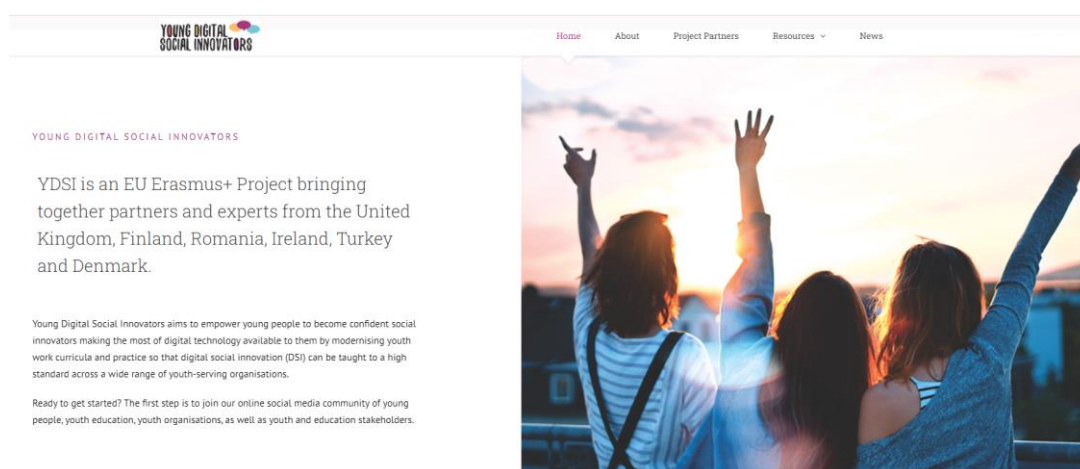 YOUNG DIGITAL
SOCIAL INNOVATORS
Home About Project Partners Resources News
YOUNG DIGITAL SOCIAL INNOVATORS
YDSI is an EU Erasmus+ Project bringing
together partners and experts from the United
Kingdom, Finland, Romania, Ireland, Turkey
and Denmark.
Young Digital Social Innovators aims to empower young people to become confident social
innovators making the most of digital technology available to them by modernising youth
work curricula and practice so that digital social innovation (DSI) can be taught to a high
standard across a wide range of youth-serving organisations.
Ready to get started? The first step is to join our online social media community of young
people, youth education, youth organisations, as well as youth and education stakeholders.